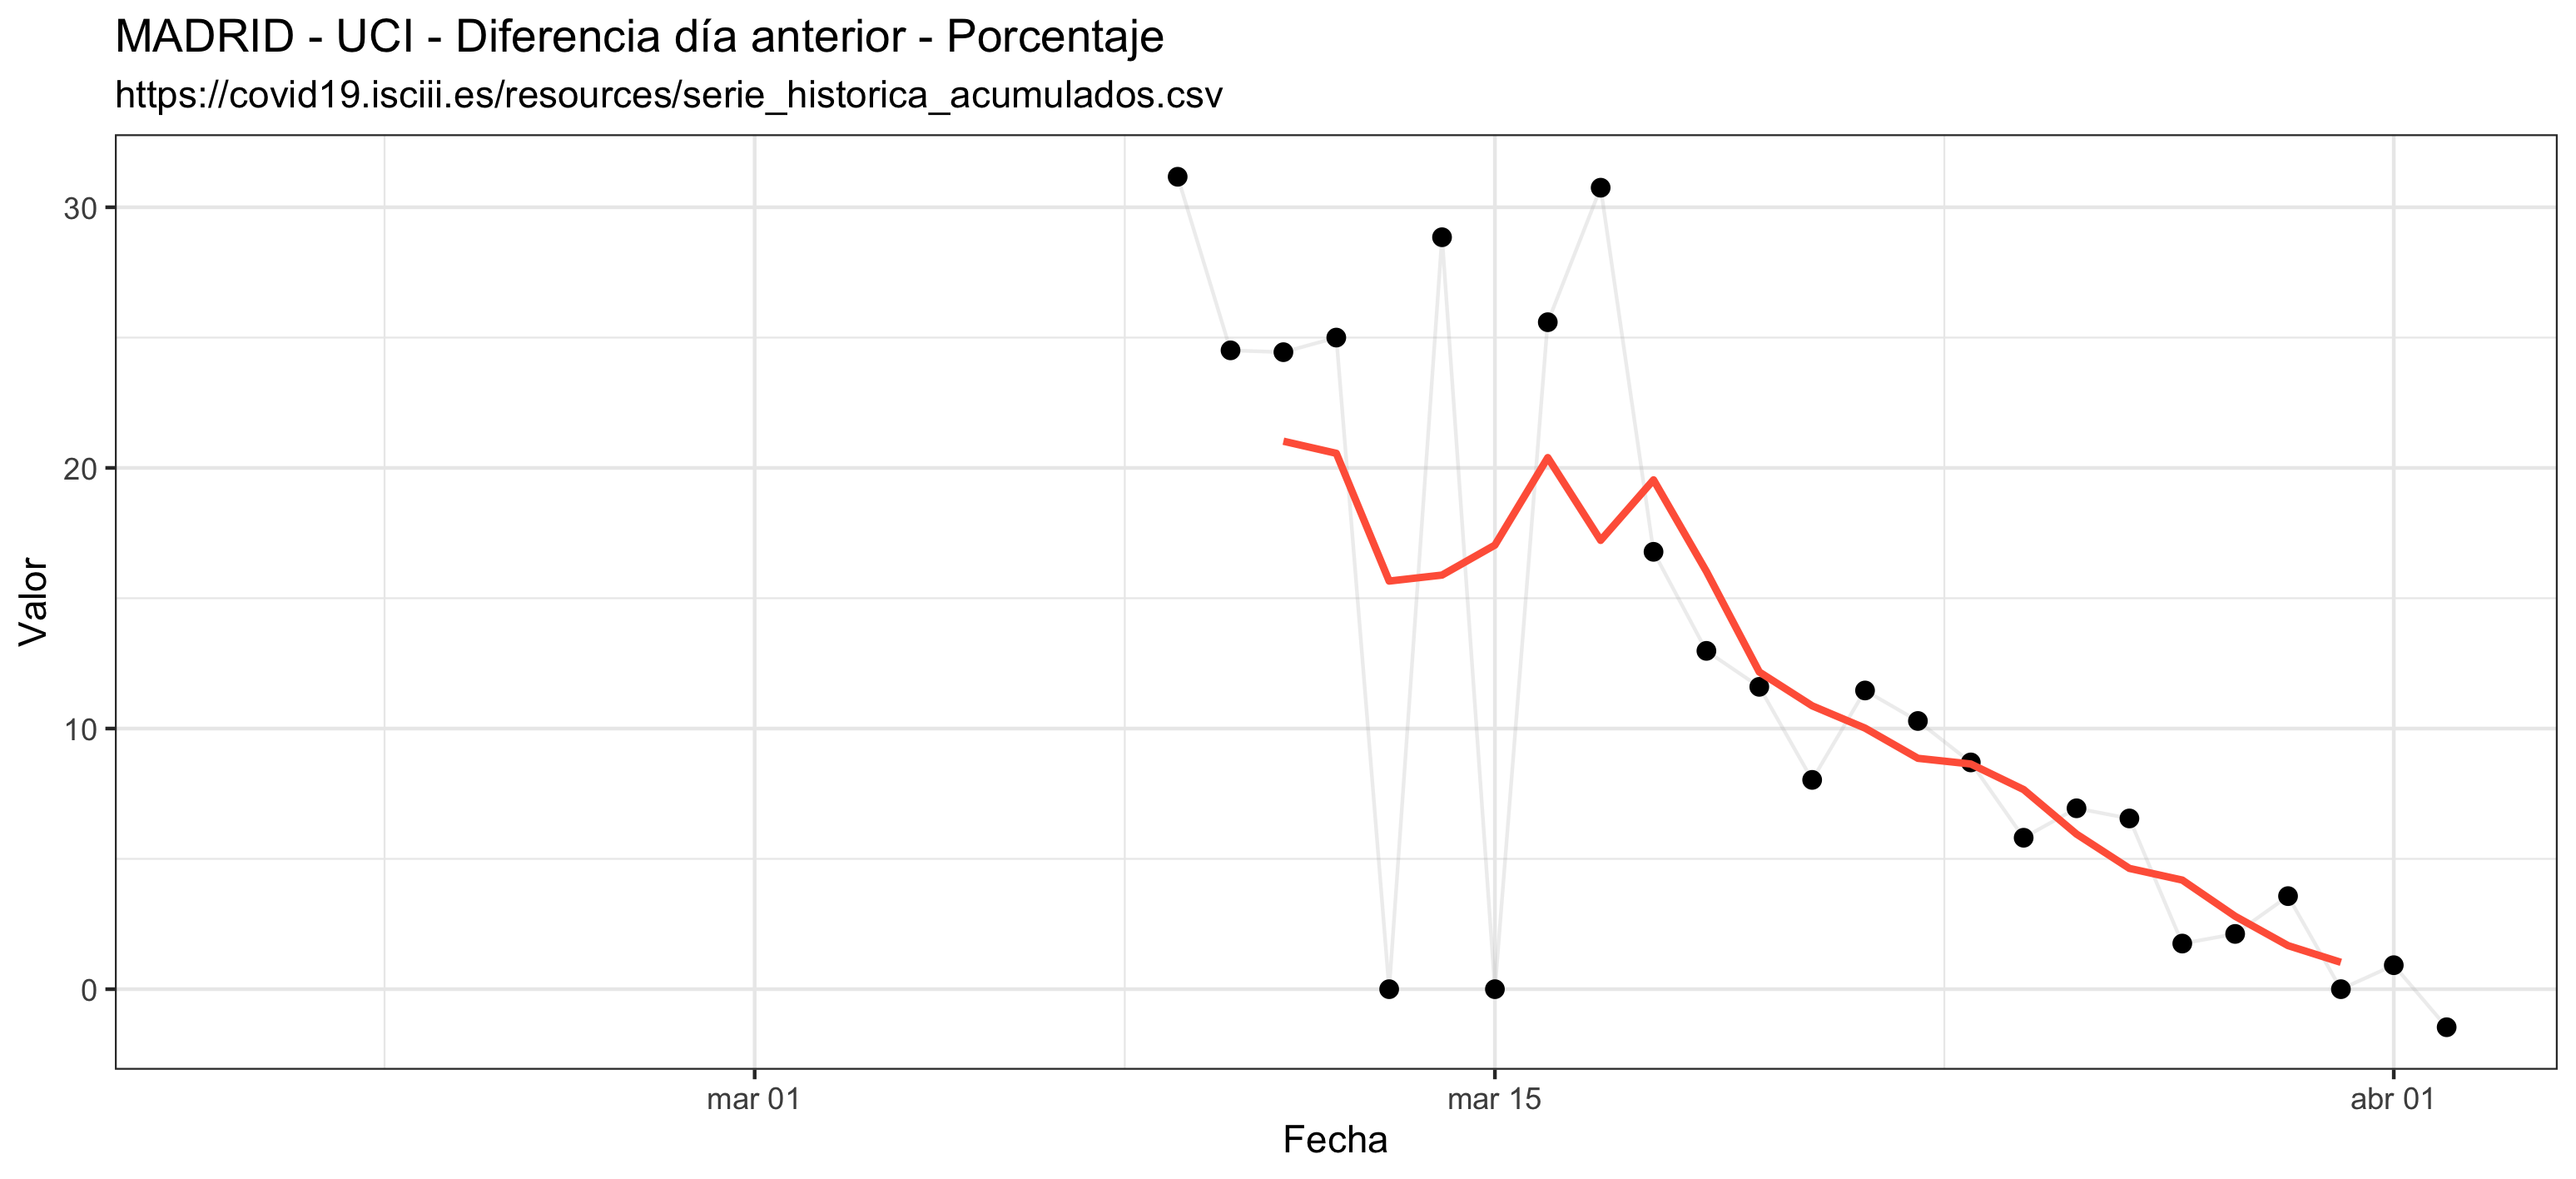 MADRID - UCI - Diferencia día anterior - Porcentaje
https://covid19.isciii.es/resources/serie_historica_acumulados.csv
30
20
10
0
Valor
mar 01
mar 15
abr 01
Fecha